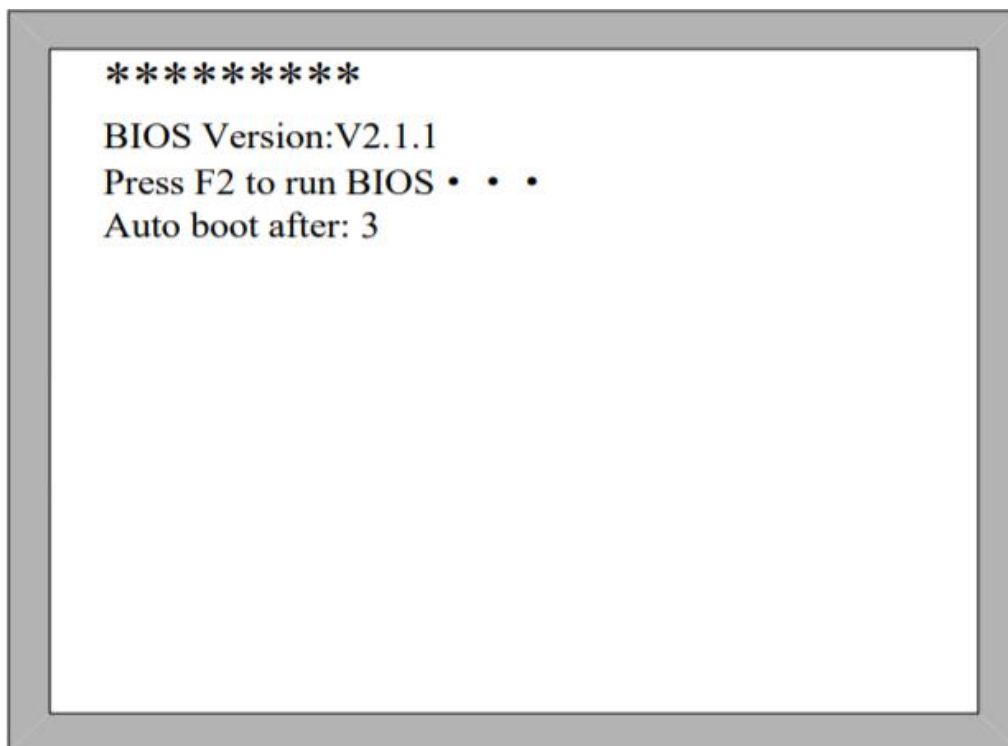 *********
BIOS Version:V2.1.1
Press F2 to run BIOS • • •
Auto boot after: 3